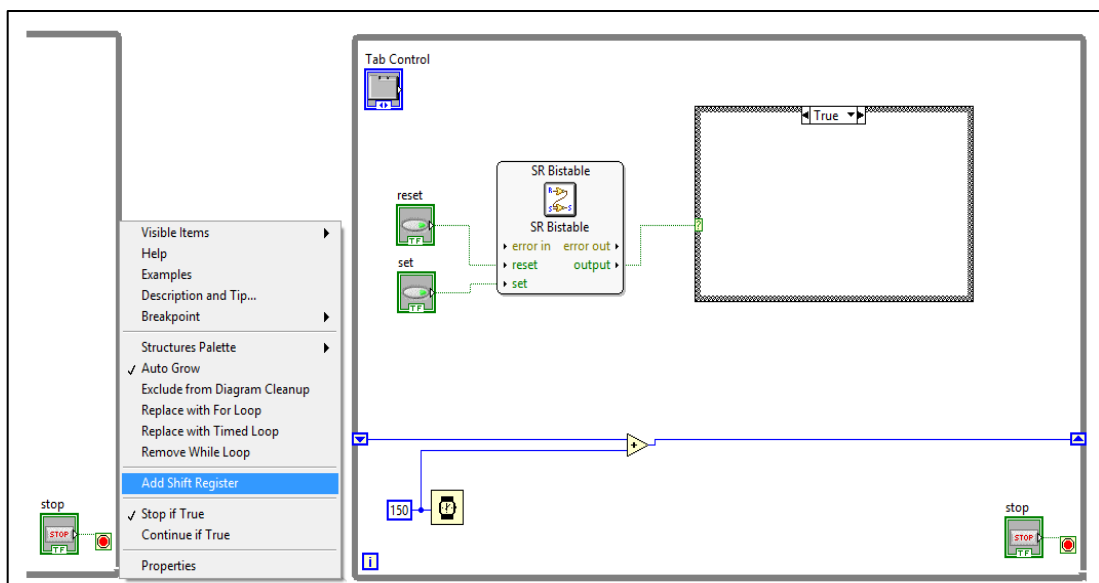 stop
STOP
TF
Visible Items
Help
Examples
Description and Tip...
Breakpoint
Structures Palette
Auto Grow
Exclude from Diagram Cleanup
Replace with For Loop
Replace with Timed Loop
Remove While Loop
Add Shift Register
Stop if True
Continue if True
Properties
Tab Control
True
SR Bistable
R
S S
SR Bistable
error in error out
reset output
set
reset
TF
set
TF
+
150
i
?
stop
STOP
TF